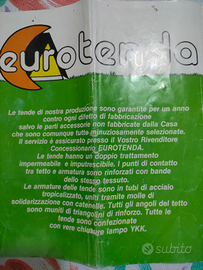 eurotenda
Le tende di nostra produzione sono garantite per un anno
contro ogni difetto di fabbricazione
salvo le parti accessorie non fabbricate dalla Casa
che sono comunque tutte minuziosamente selezionate.
Il servizio è assicurato presso il Vostro Rivenditore
Concessionario EUROTENDA.
Le tende hanno un doppio trattamento
impermeabile e imputrescibile. I punti di contatto
tra tetto e armatura sono rinforzati con bande
dello stesso tessuto.
Le armature delle tende sono in tubi di acciaio
tropicalizzato, uniti tramite molle di
solidarizzazione con catenelle. Tutti gli angoli del tetto
sono muniti di triangolini di rinforzo. Tutte le
tende sono confezionate
con vere chiusure lampo YKK.
subito